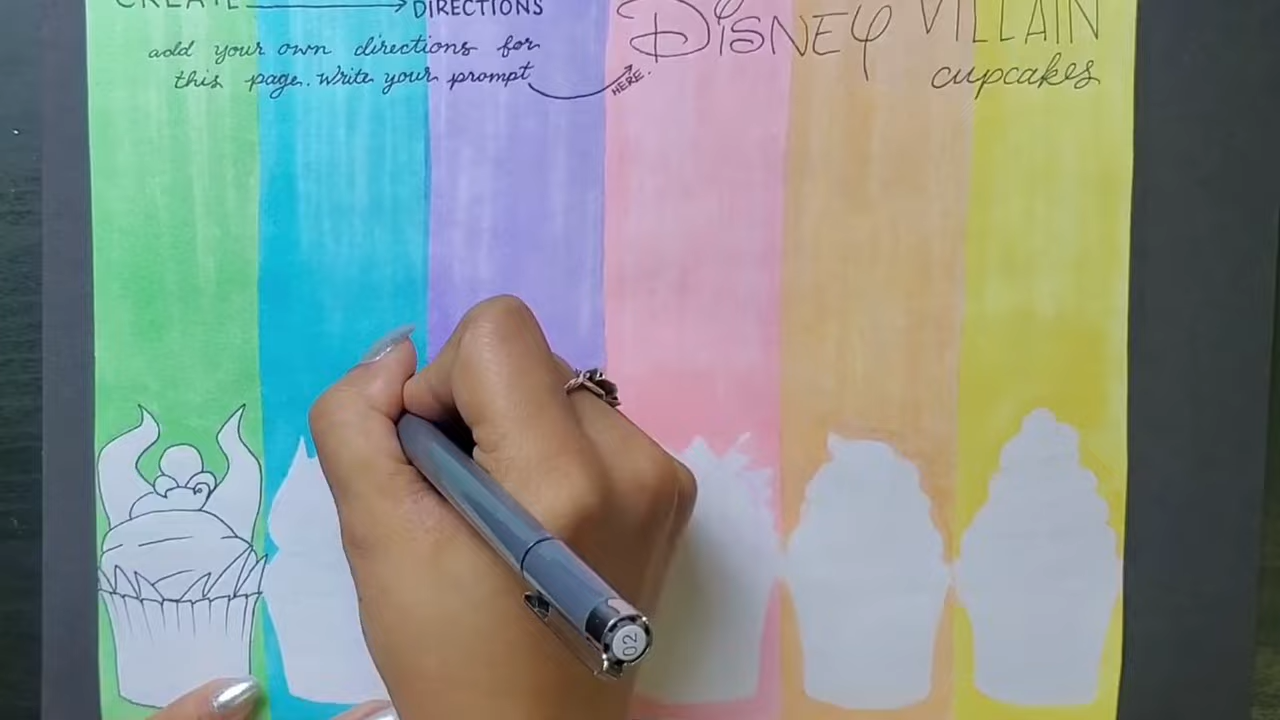 CREATE
DIRECTIONS
add your own directions for
this page. Write your prompt
HERE.
DISNEY VILLAIN
cupcakes
02